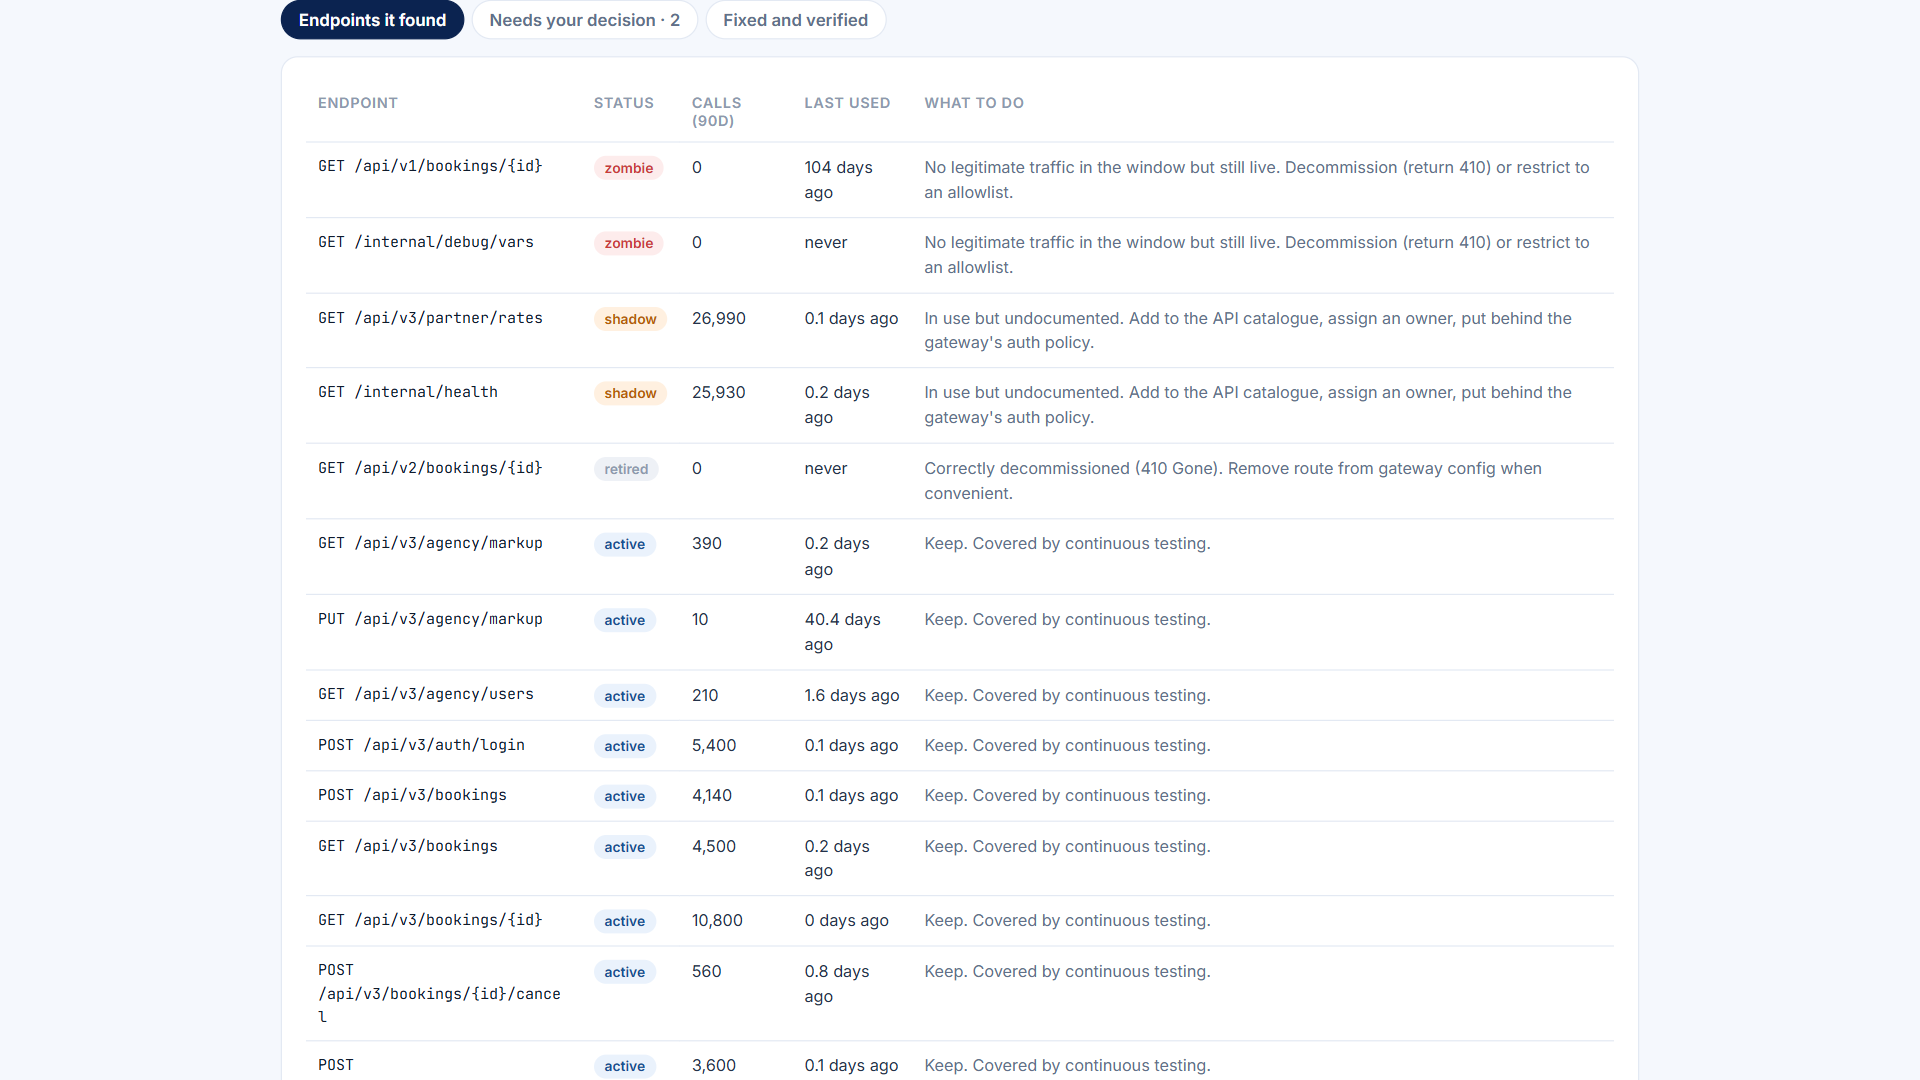 Endpoints it found
Needs your decision · 2
Fixed and verified
ENDPOINT
STATUS
CALLS
(90D)
LAST USED
WHAT TO DO
GET /api/v1/bookings/{id}
zombie
0
104 days
ago
No legitimate traffic in the window but still live. Decommission (return 410) or restrict to
an allowlist.
GET /internal/debug/vars
zombie
0
never
No legitimate traffic in the window but still live. Decommission (return 410) or restrict to
an allowlist.
GET /api/v3/partner/rates
shadow
26,990
0.1 days ago
In use but undocumented. Add to the API catalogue, assign an owner, put behind the
gateway's auth policy.
GET /internal/health
shadow
25,930
0.2 days
ago
In use but undocumented. Add to the API catalogue, assign an owner, put behind the
gateway's auth policy.
GET /api/v2/bookings/{id}
retired
0
never
Correctly decommissioned (410 Gone). Remove route from gateway config when
convenient.
GET /api/v3/agency/markup
active
390
0.2 days
ago
Keep. Covered by continuous testing.
PUT /api/v3/agency/markup
active
10
40.4 days
ago
Keep. Covered by continuous testing.
GET /api/v3/agency/users
active
210
1.6 days ago
Keep. Covered by continuous testing.
POST /api/v3/auth/login
active
5,400
0.1 days ago
Keep. Covered by continuous testing.
POST /api/v3/bookings
active
4,140
0.1 days ago
Keep. Covered by continuous testing.
GET /api/v3/bookings
active
4,500
0.2 days
ago
Keep. Covered by continuous testing.
GET /api/v3/bookings/{id}
active
10,800
0 days ago
Keep. Covered by continuous testing.
POST
/api/v3/bookings/{id}/cance
l
active
560
0.8 days
ago
Keep. Covered by continuous testing.
POST
active
3,600
0.1 days ago
Keep. Covered by continuous testing.